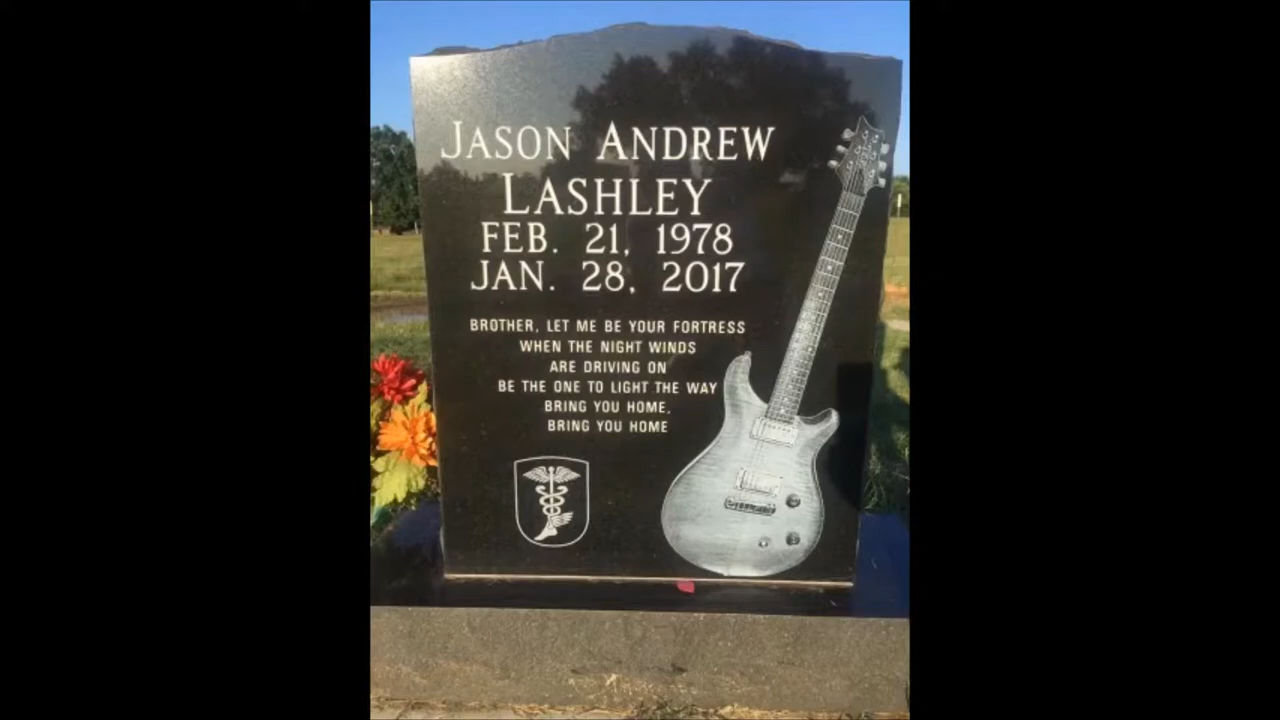 JASON ANDREW
LASHLEY
FEB. 21, 1978
JAN. 28, 2017
BROTHER, LET ME BE YOUR FORTRESS
WHEN THE NIGHT WINDS
ARE DRIVING ON
BE THE ONE TO LIGHT THE WAY
BRING YOU HOME,
BRING YOU HOME